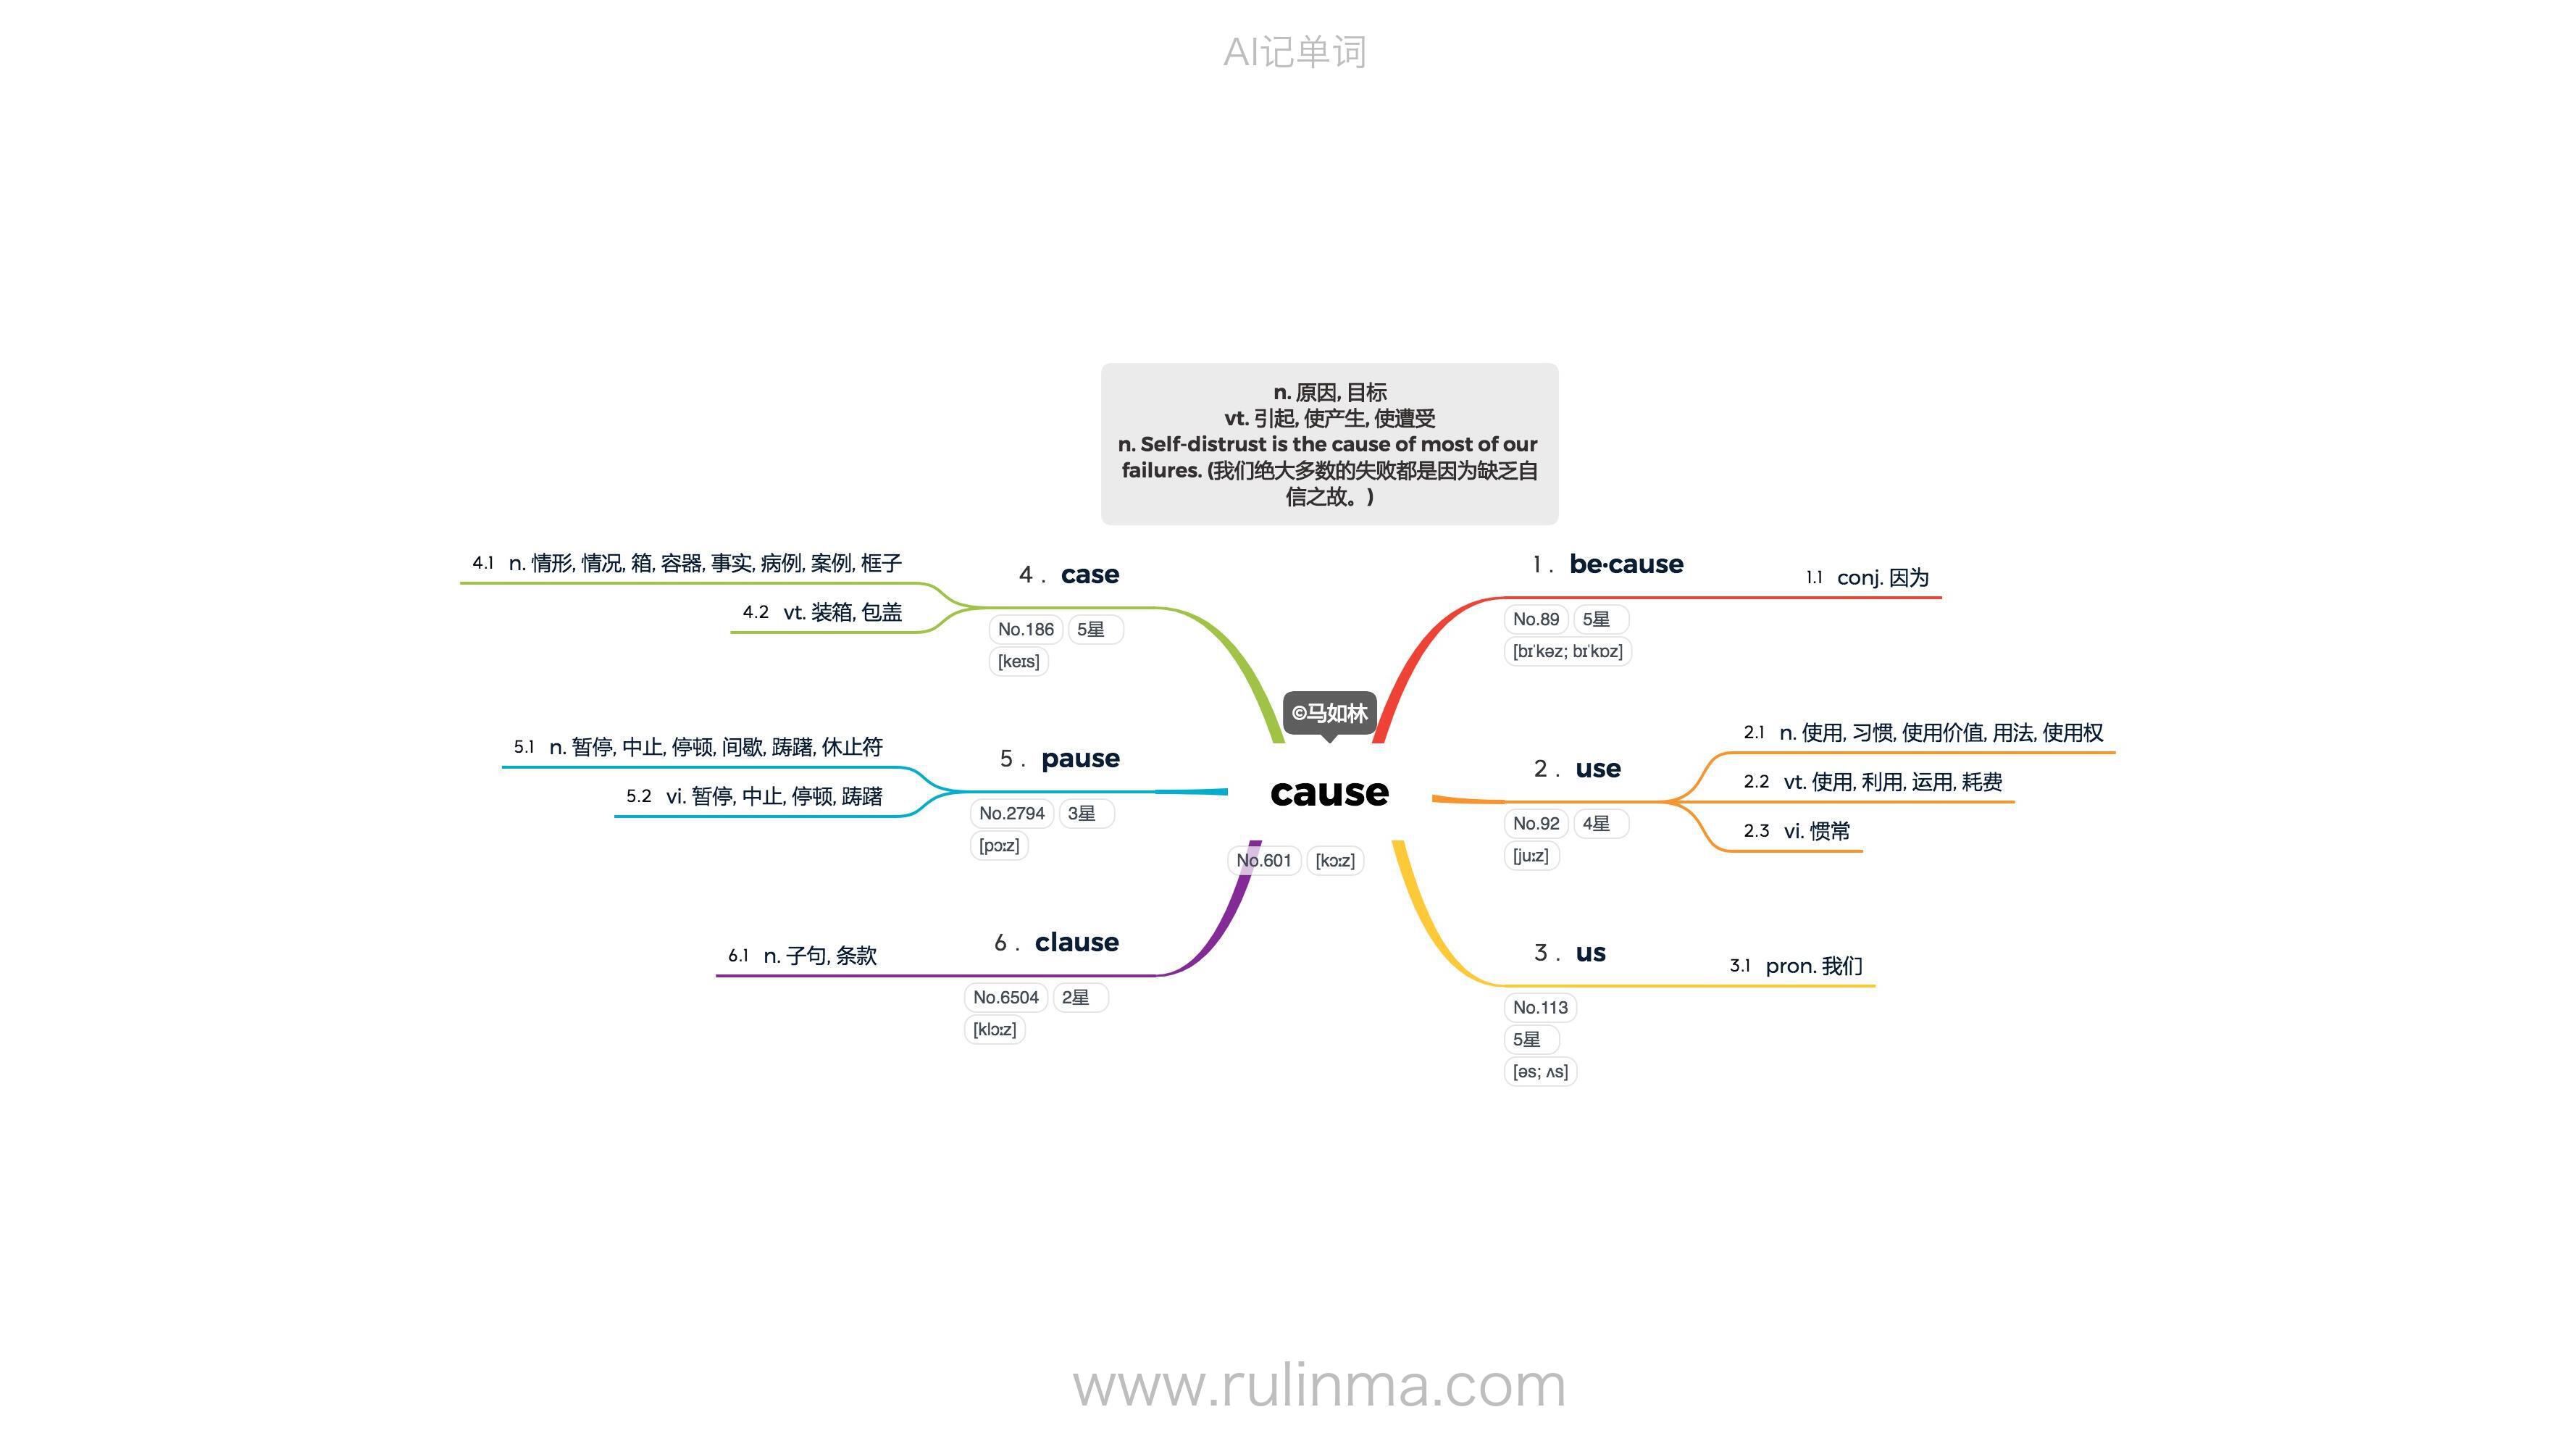 AI记单词
n. 原因, 目标
vt. 引起, 使产生, 使遭受
n. Self-distrust is the cause of most of our
failures. (我们绝大多数的失败都是因为缺乏自
信之故。)
©马如林
cause
No.601 [kɔːz]
1 . be·cause
No.89 5星
[bɪˈkəz; bɪˈkɒz]
1.1 conj. 因为
2 . use
No.92 4星
[juːz]
2.1 n. 使用, 习惯, 使用价值, 用法, 使用权
2.2 vt. 使用, 利用, 运用, 耗费
2.3 vi. 惯常
3 . us
No.113
5星
[əs; ʌs]
3.1 pron. 我们
4 . case
No.186 5星
[keɪs]
4.1 n. 情形, 情况, 箱, 容器, 事实, 病例, 案例, 框子
4.2 vt. 装箱, 包盖
5 . pause
No.2794 3星
[pɔːz]
5.1 n. 暂停, 中止, 停顿, 间歇, 踌躇, 休止符
5.2 vi. 暂停, 中止, 停顿, 踌躇
6 . clause
No.6504 2星
[klɔːz]
6.1 n. 子句, 条款
www.rulinma.com